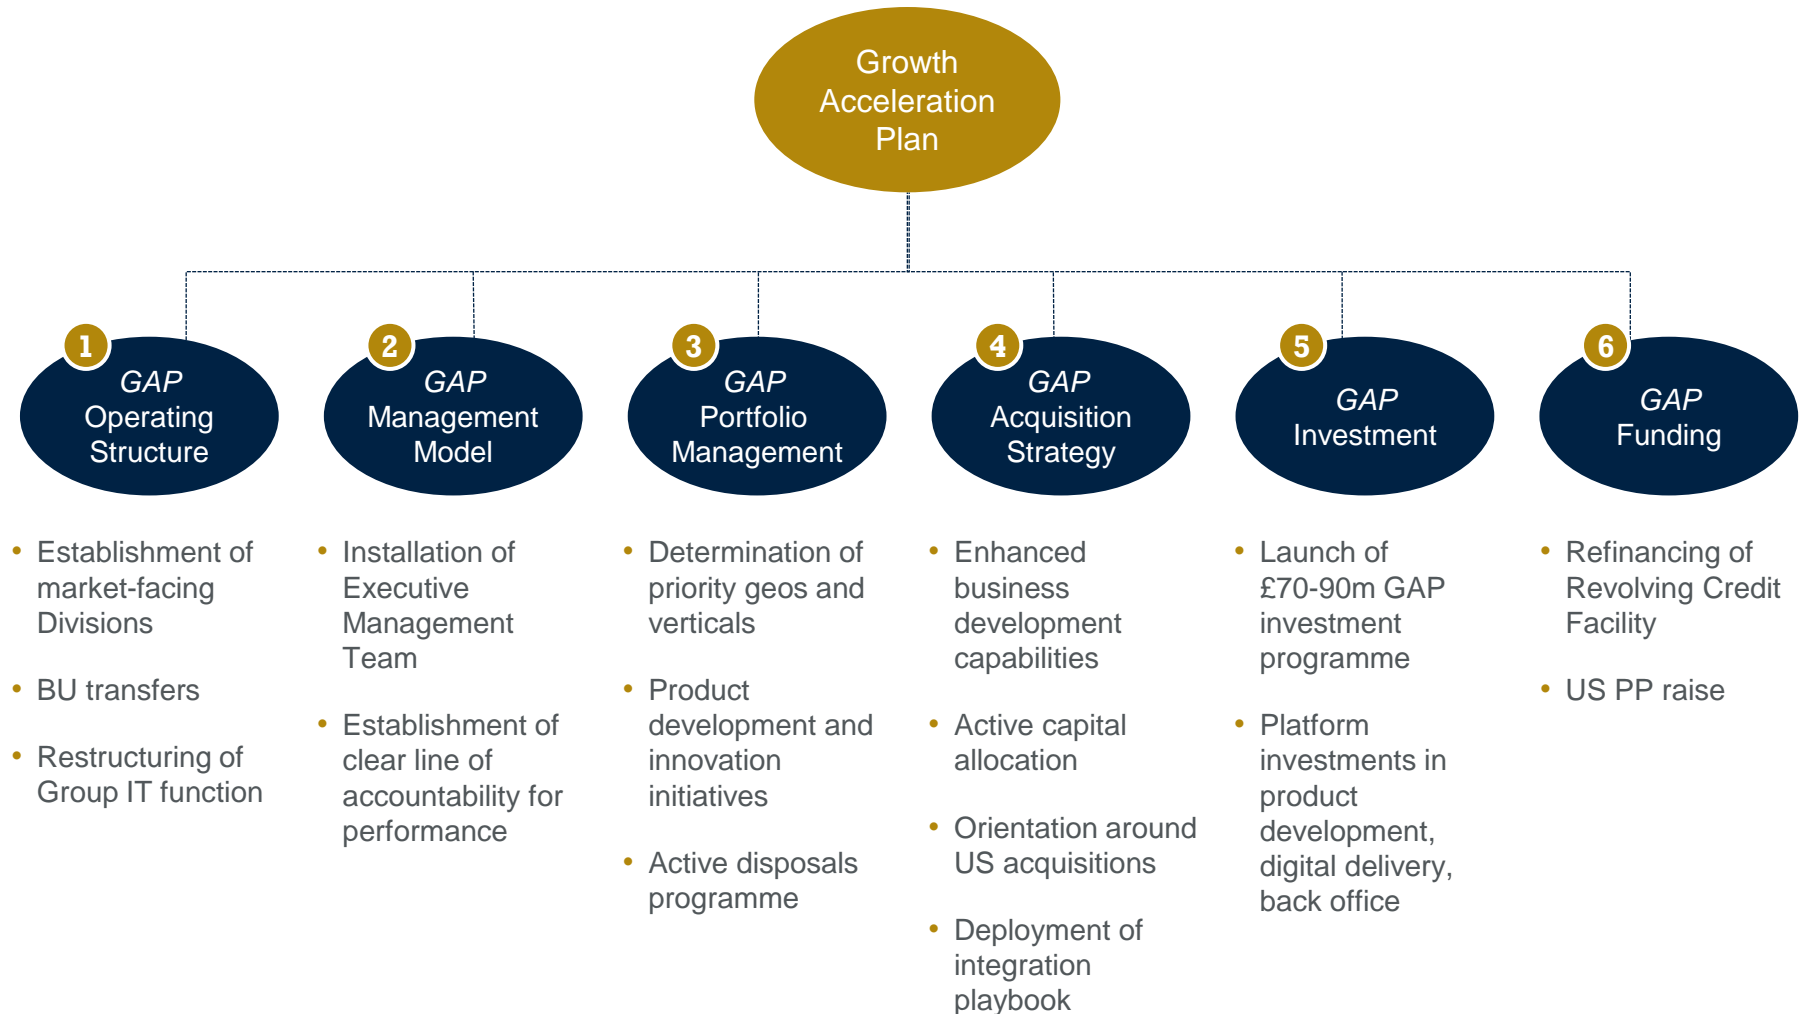 Growth
Acceleration
Plan
1
GAP
Operating
Structure
• Establishment of
market-facing
Divisions
• BU transfers
• Restructuring of
Group IT function
2
GAP
Management
Model
• Installation of
Executive
Management
Team
• Establishment of
clear line of
accountability for
performance
3
GAP
Portfolio
Management
• Determination of
priority geos and
verticals
• Product
development and
innovation
initiatives
• Active disposals
programme
4
GAP
Acquisition
Strategy
• Enhanced
business
development
capabilities
• Active capital
allocation
• Orientation around
US acquisitions
• Deployment of
integration
playbook
5
GAP
Investment
• Launch of
£70-90m GAP
investment
programme
• Platform
investments in
product
development,
digital delivery,
back office
6
GAP
Funding
• Refinancing of
Revolving Credit
Facility
• US PP raise